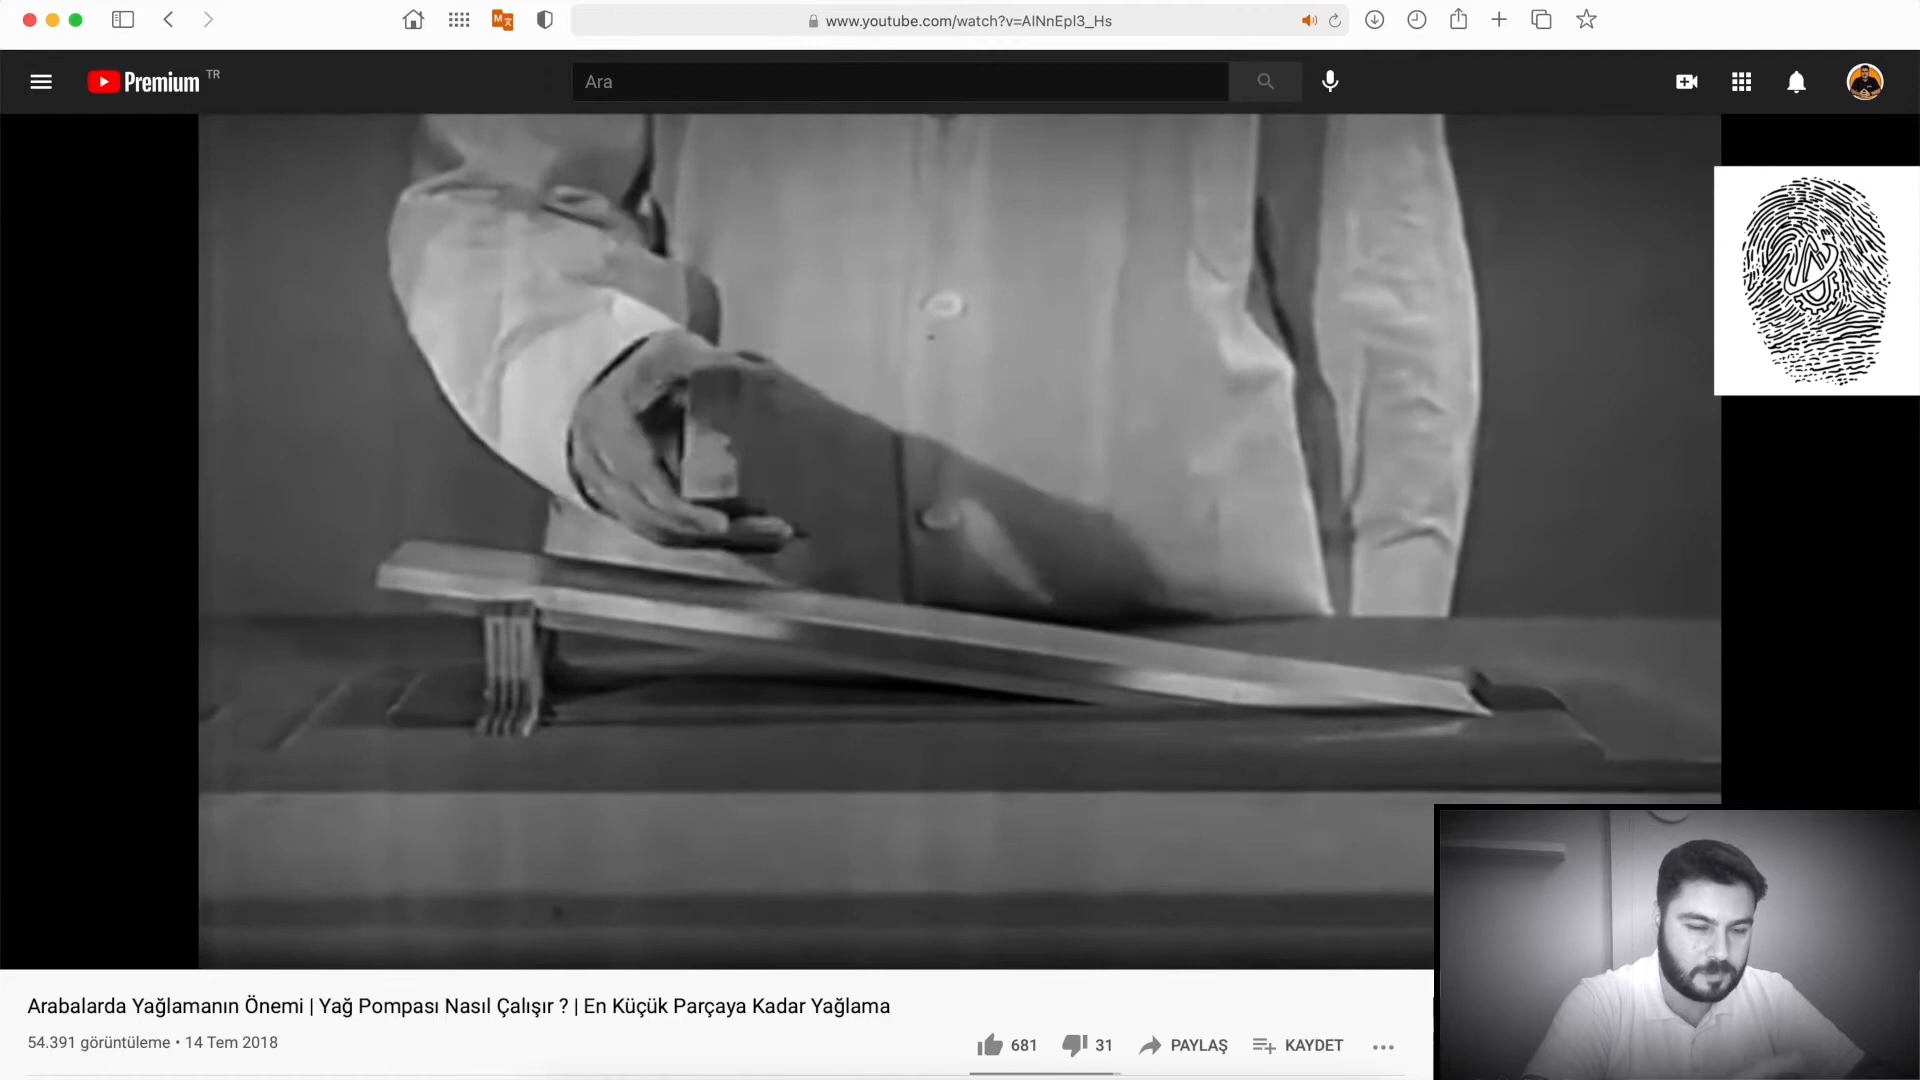 www.youtube.com/watch?v=AlNnEpl3_Hs
Premium TR
Ara
Arabalarda Yağlamanın Önemi | Yağ Pompası Nasıl Çalışır ? | En Küçük Parçaya Kadar Yağlama
54.391 görüntüleme • 14 Tem 2018
681
31
PAYLAŞ
KAYDET